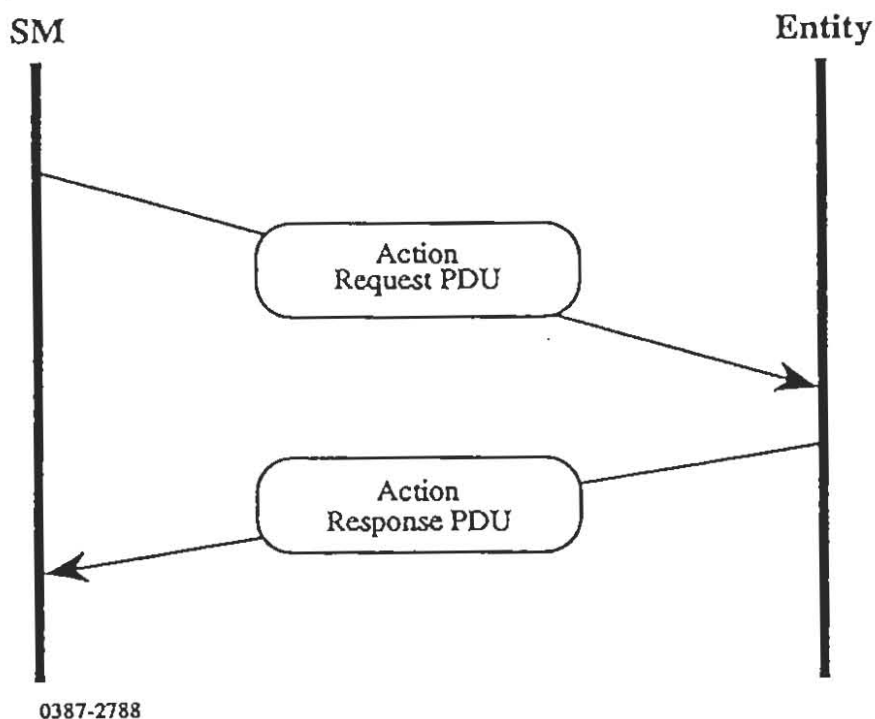 SM
Entity
Action
Request PDU
Action
Response PDU
0387-2788